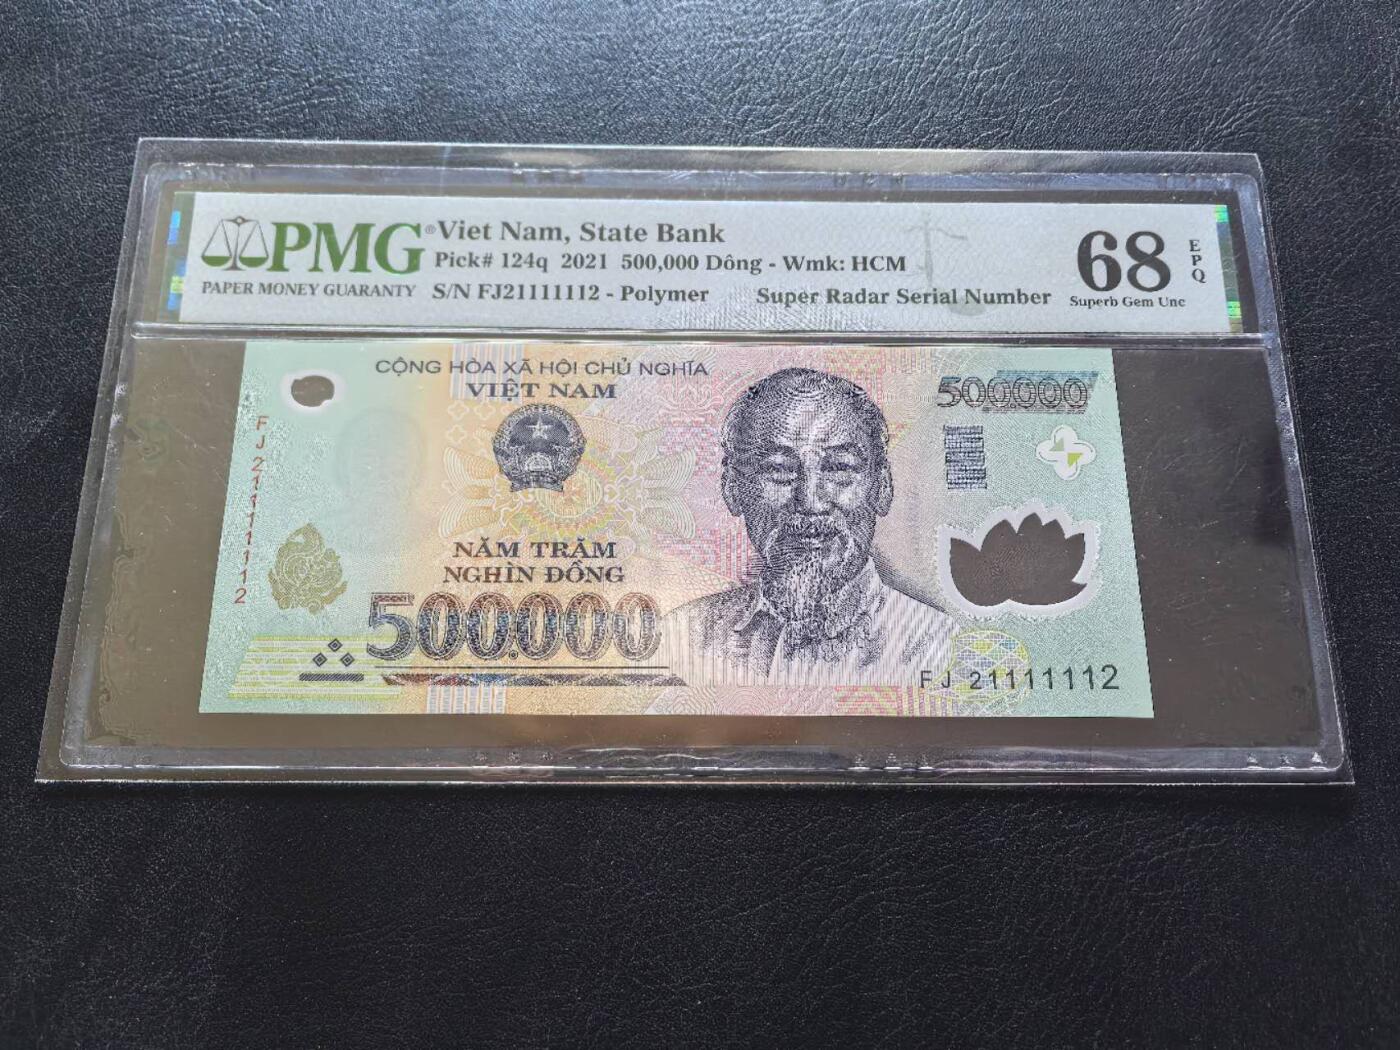 PMG®
PAPER MONEY GUARANTY
Viet Nam, State Bank
Pick# 124q 2021 500,000 Dông - Wmk: HCM
S/N FJ21111112 - Polymer
Super Radar Serial Number
68
EPQ
Superb Gem Unc
CỘNG HÒA XÃ HỘI CHỦ NGHĨA
VIỆT NAM
500000
FJ 21111112
NĂM TRĂM
NGHÌN ĐỒNG
500.000
FJ 21111112